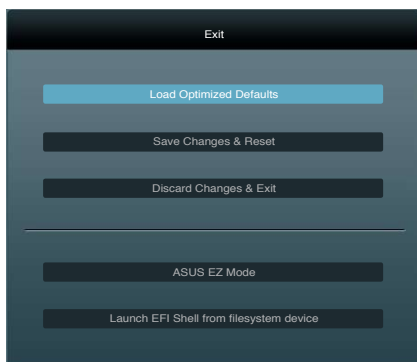 Exit
Load Optimized Defaults
Save Changes & Reset
Discard Changes & Exit
ASUS EZ Mode
Launch EFI Shell from filesystem device